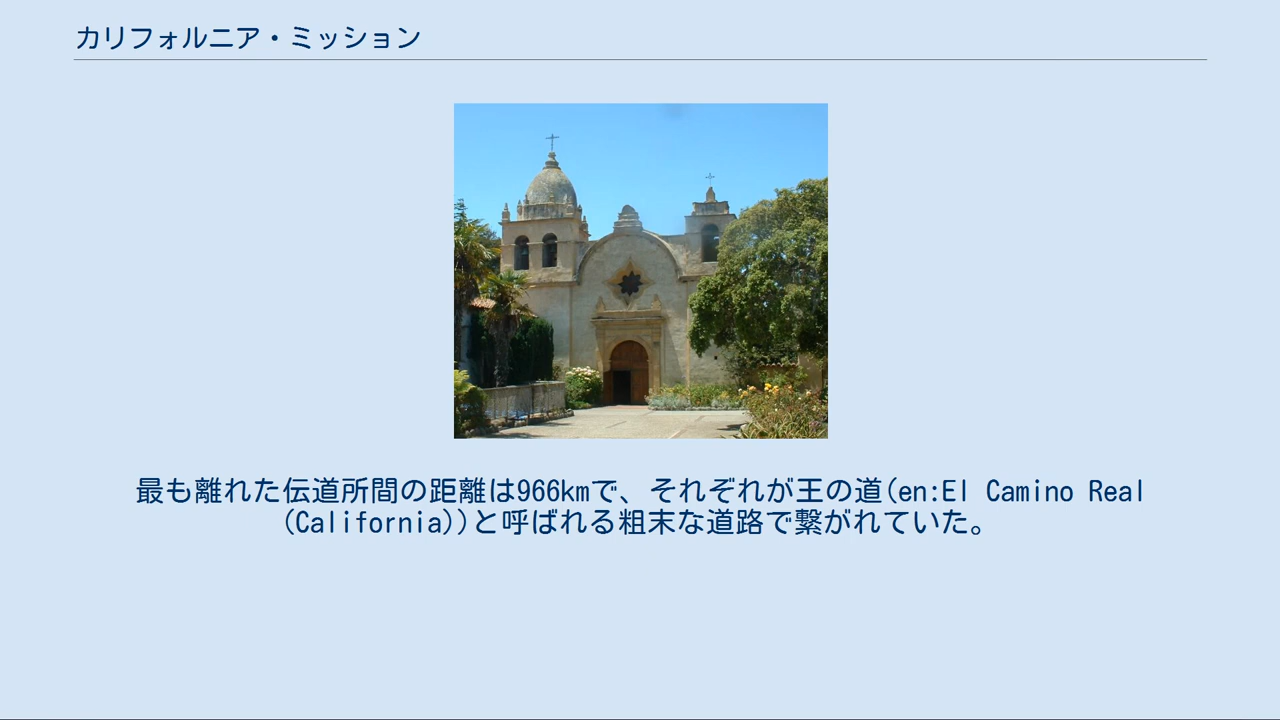 カリフォルニア・ミッション
最も離れた伝道所間の距離は966kmで、それぞれが王の道(en:El Camino Real
(California))と呼ばれる粗末な道路で繋がれていた。